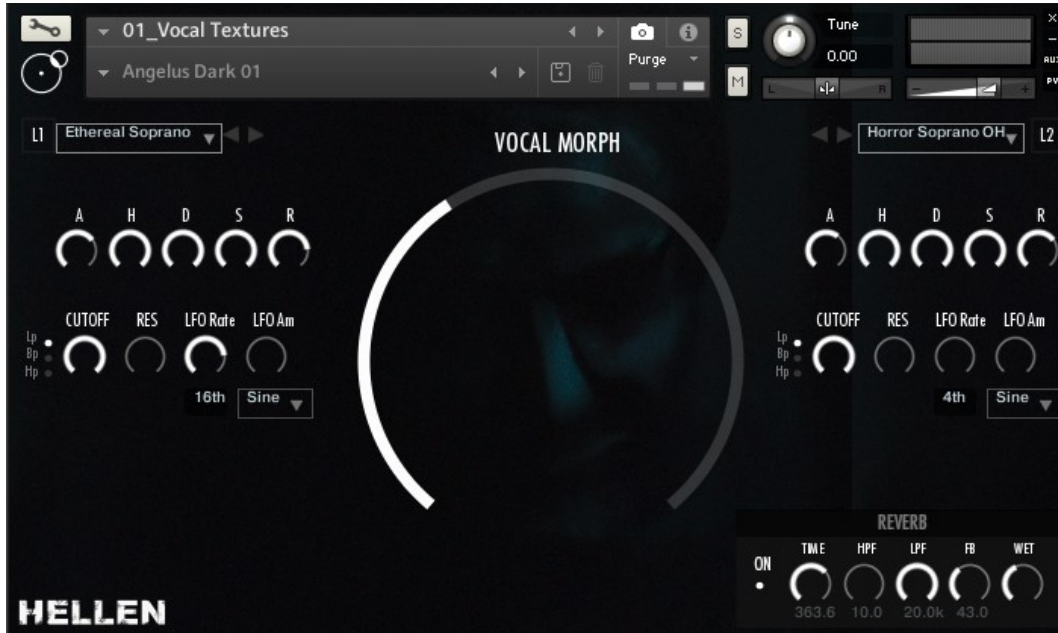 01_Vocal Textures
Angelus Dark 01
Purge
S
M
Tune
0.00
L R
- +
AUX
PV
L1 Ethereal Soprano
VOCAL MORPH
Horror Soprano OH L2
A H D S R
A H D S R
CUTOFF RES LFO Rate LFO Am
Lp
Bp
Hp
16th Sine
CUTOFF RES LFO Rate LFO Am
Lp
Bp
Hp
4th Sine
REVERB
ON
TIME HPF LPF FB WET
363.6 10.0 20.0k 43.0
HELLEN